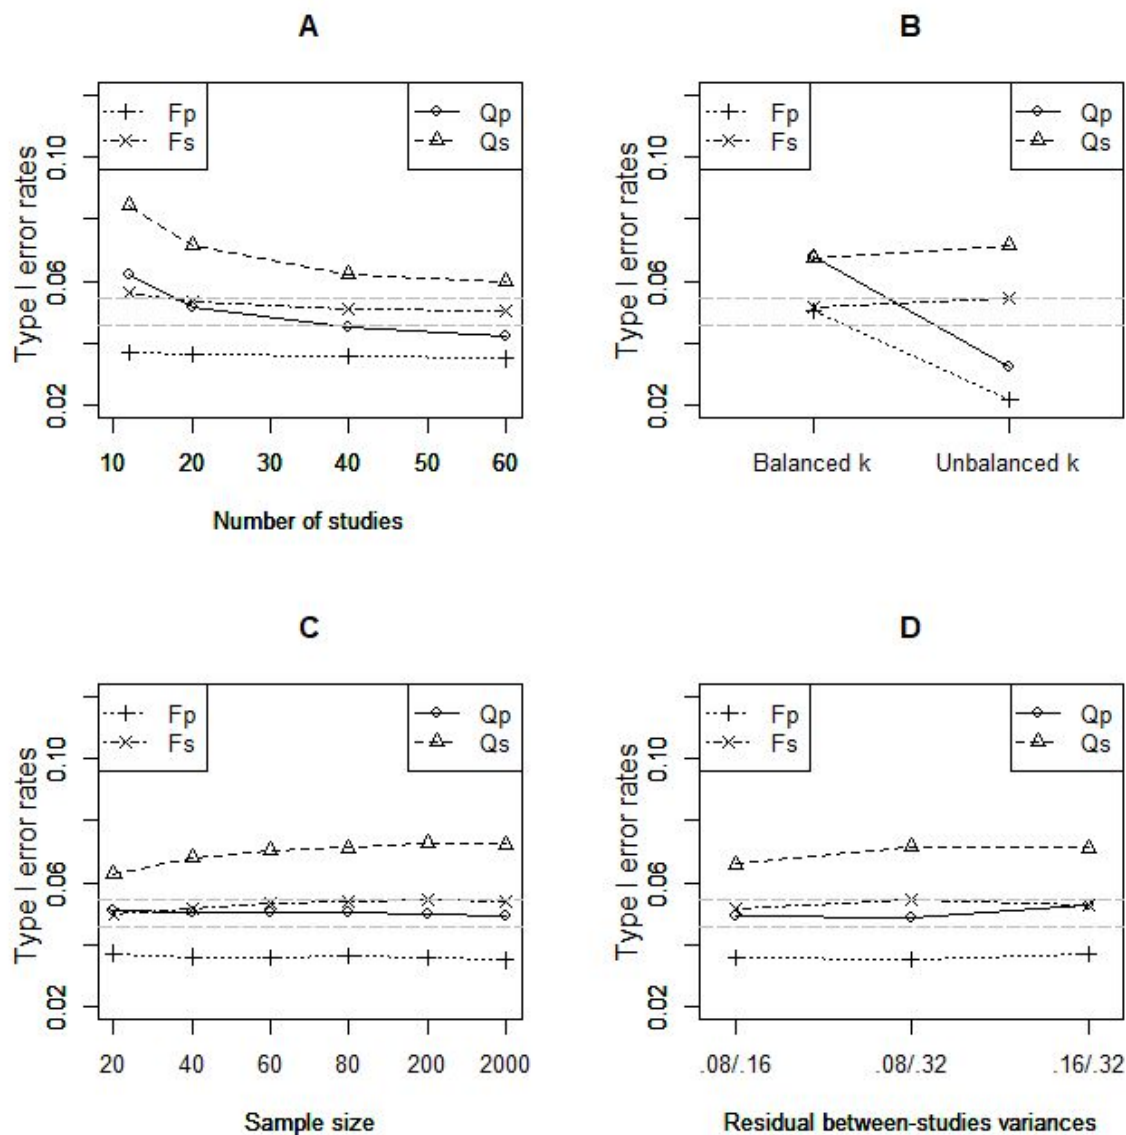 A
Fp
Fs
Qp
Qs
Type I error rates
0.02
0.06
0.10
10 20 30 40 50 60
Number of studies
B
Fp
Fs
Qp
Qs
Type I error rates
0.02
0.06
0.10
Balanced k Unbalanced k
C
Fp
Fs
Qp
Qs
Type I error rates
0.02
0.06
0.10
20 40 60 80 200 2000
Sample size
D
Fp
Fs
Qp
Qs
Type I error rates
0.02
0.06
0.10
.08/.16 .08/.32 .16/.32
Residual between-studies variances